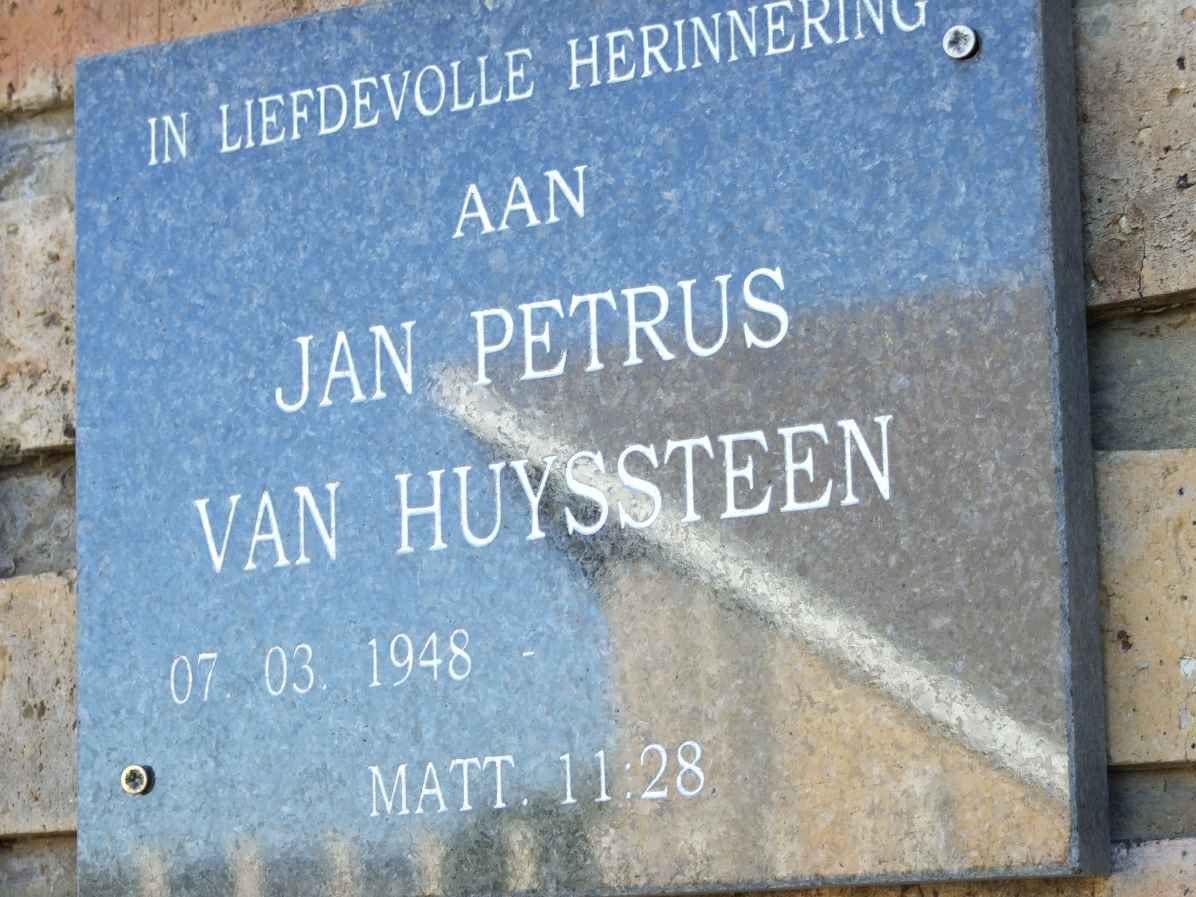 IN LIEFDEVOLLE HERINNERING
AAN
JAN PETRUS
VAN HUYSSTEEN
07. 03. 1948 -
MATT. 11:28